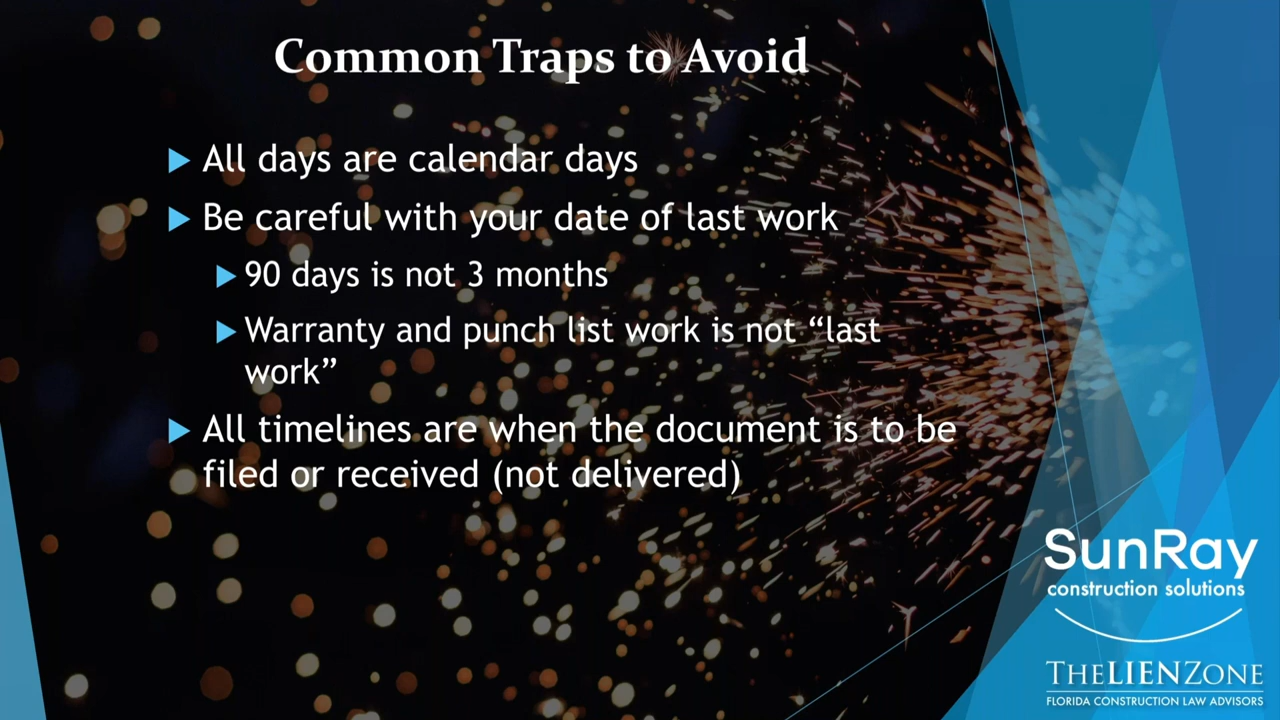 Common Traps to Avoid
All days are calendar days
Be careful with your date of last work
90 days is not 3 months
Warranty and punch list work is not “last
work”
All timelines are when the document is to be
filed or received (not delivered)
SunRay
construction solutions
THELIENZONE
FLORIDA CONSTRUCTION LAW ADVISORS